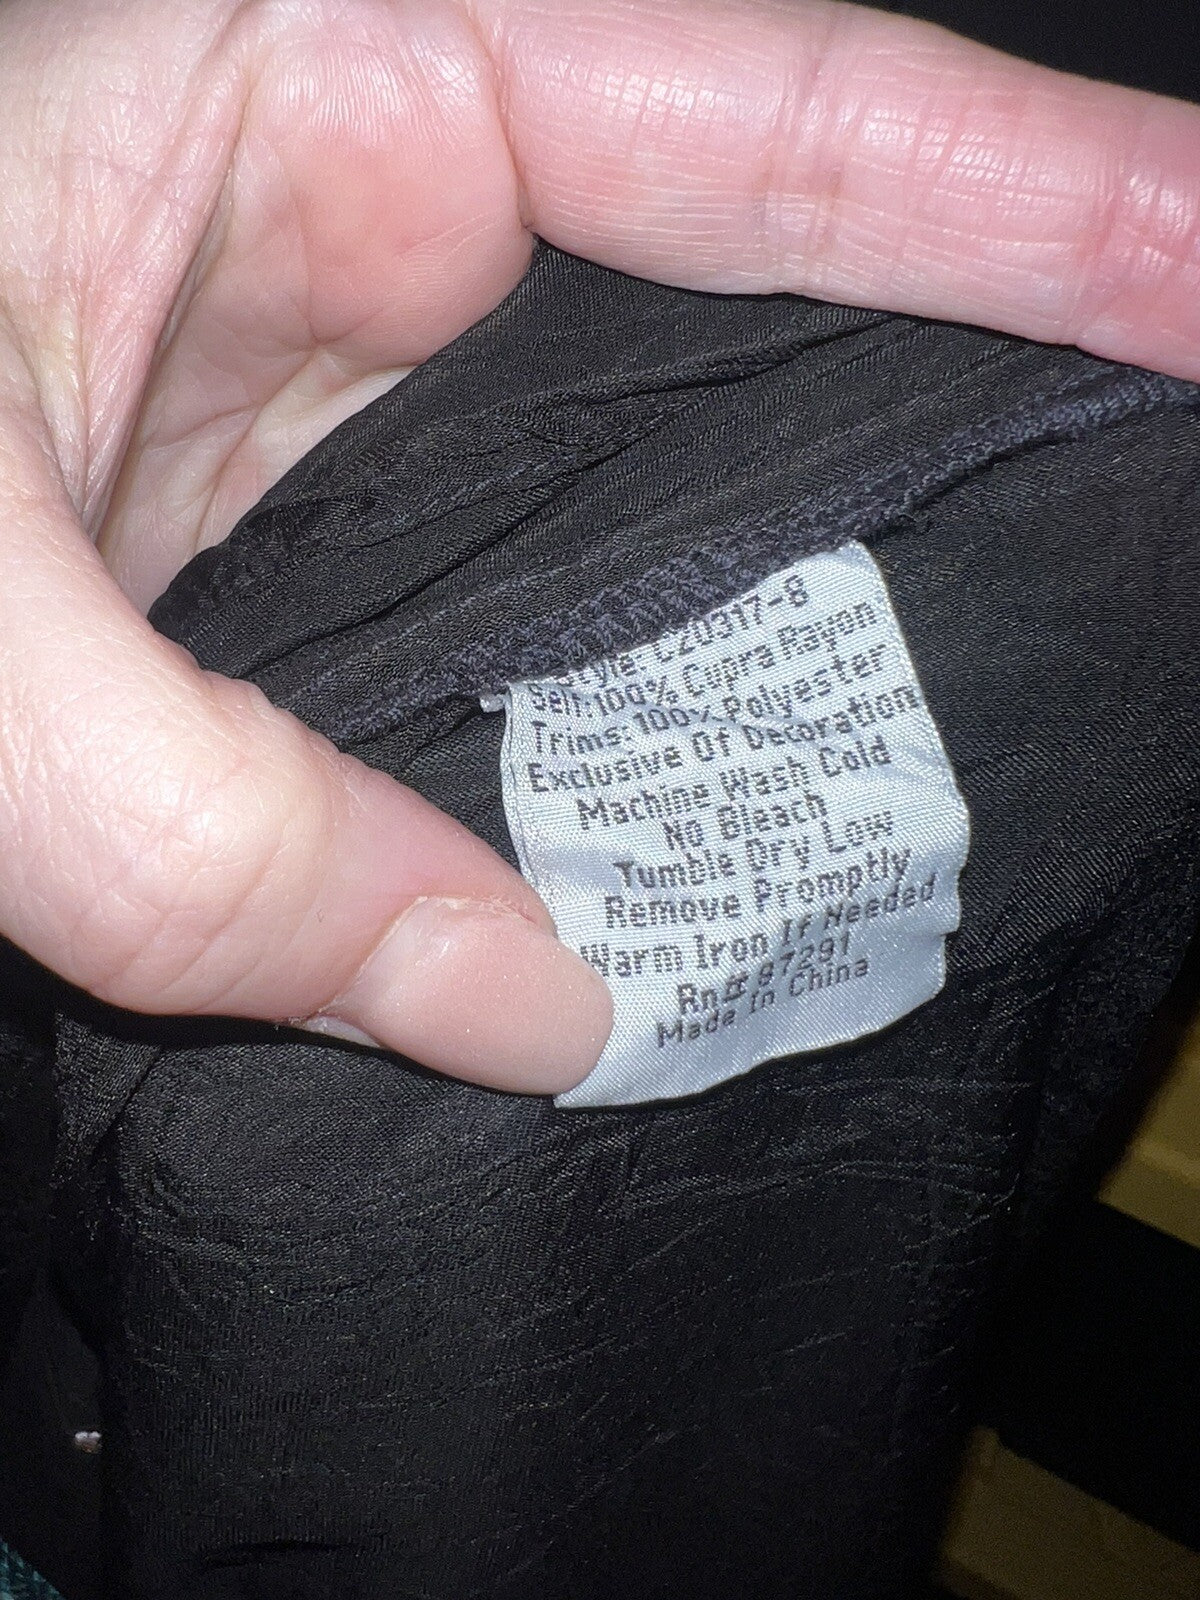 Style: C20317-8
Self: 100% Cupra Rayon
Trims: 100% Polyester
Exclusive Of Decoration
Machine Wash Cold
No Bleach
Tumble Dry Low
Remove Promptly
Warm Iron If Needed
Rn# 87291
Made In China